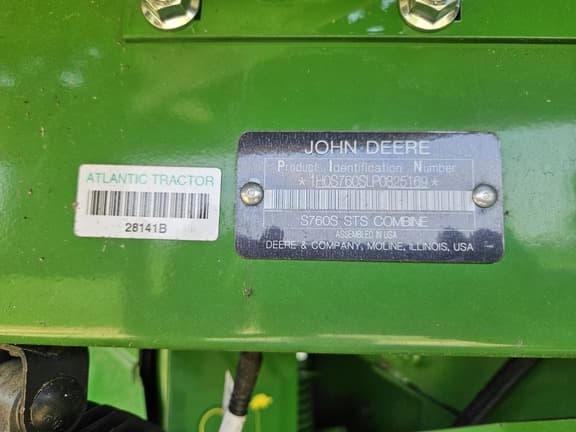 ATLANTIC TRACTOR
28141B
JOHN DEERE
Product Identification Number
*1H0S760SLP0825169*
S760S STS COMBINE
ASSEMBLED IN USA
DEERE & COMPANY, MOLINE, ILLINOIS, USA